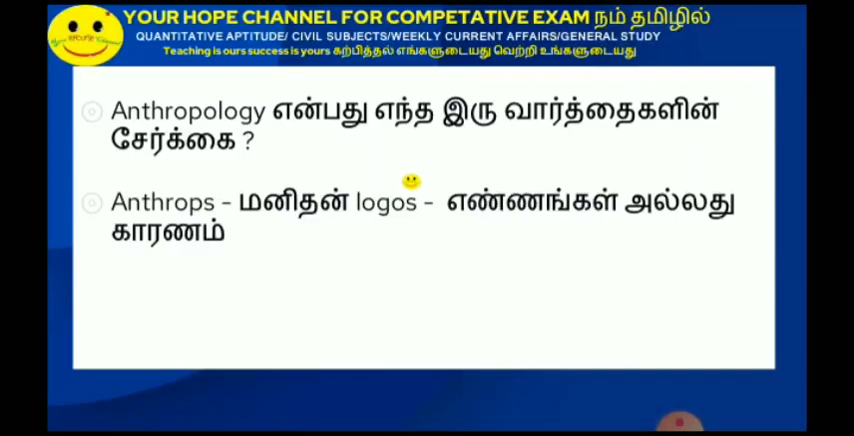 YOUR HOPE CHANNEL FOR COMPETATIVE EXAM நம் தமிழில்
QUANTITATIVE APTITUDE/ CIVIL SUBJECTS/WEEKLY CURRENT AFFAIRS/GENERAL STUDY
Teaching is ours success is yours கற்பித்தல் எங்களுடையது வெற்றி உங்களுடையது
Anthropology என்பது எந்த இரு வார்த்தைகளின்
சேர்க்கை ?
Anthrops - மனிதன் logos - எண்ணங்கள் அல்லது
காரணம்